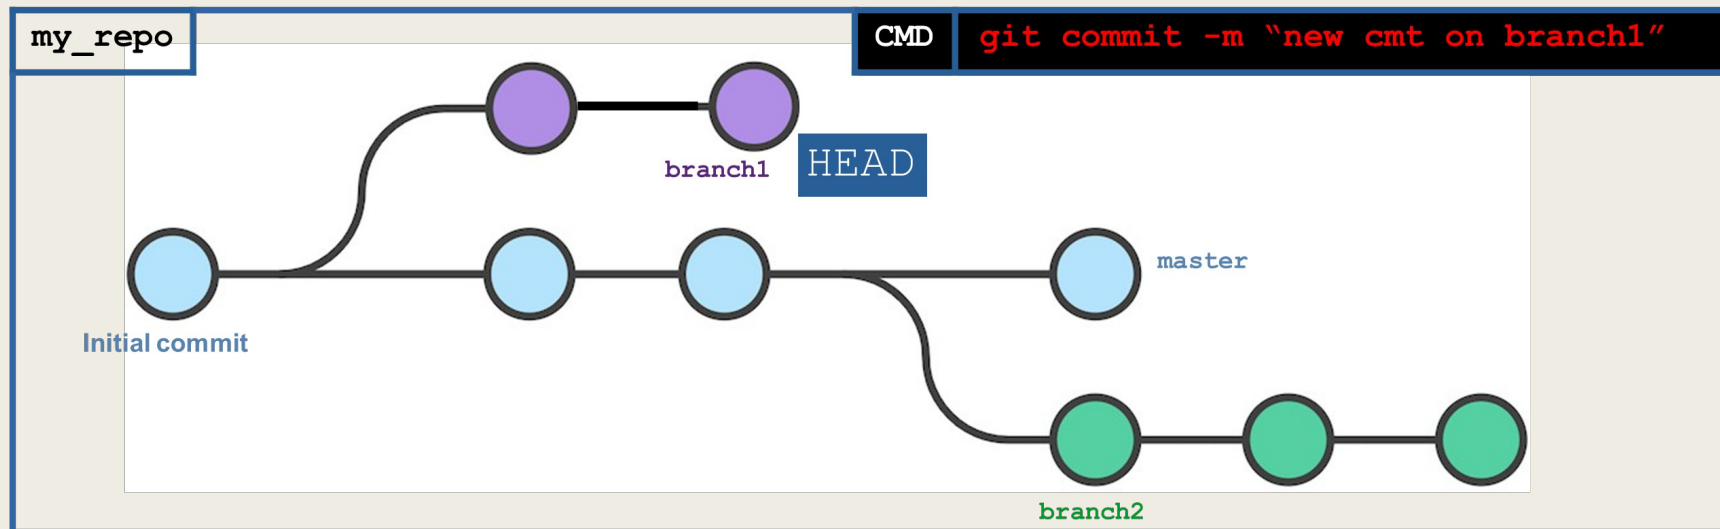 my_repo
CMD git commit -m “new cmt on branch1”
branch1
HEAD
master
Initial commit
branch2